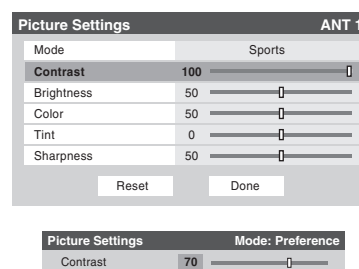 Picture Settings ANT 1
Mode Sports
Contrast 100
Brightness 50
Color 50
Tint 0
Sharpness 50
Reset Done
Picture Settings Mode: Preference
Contrast 70